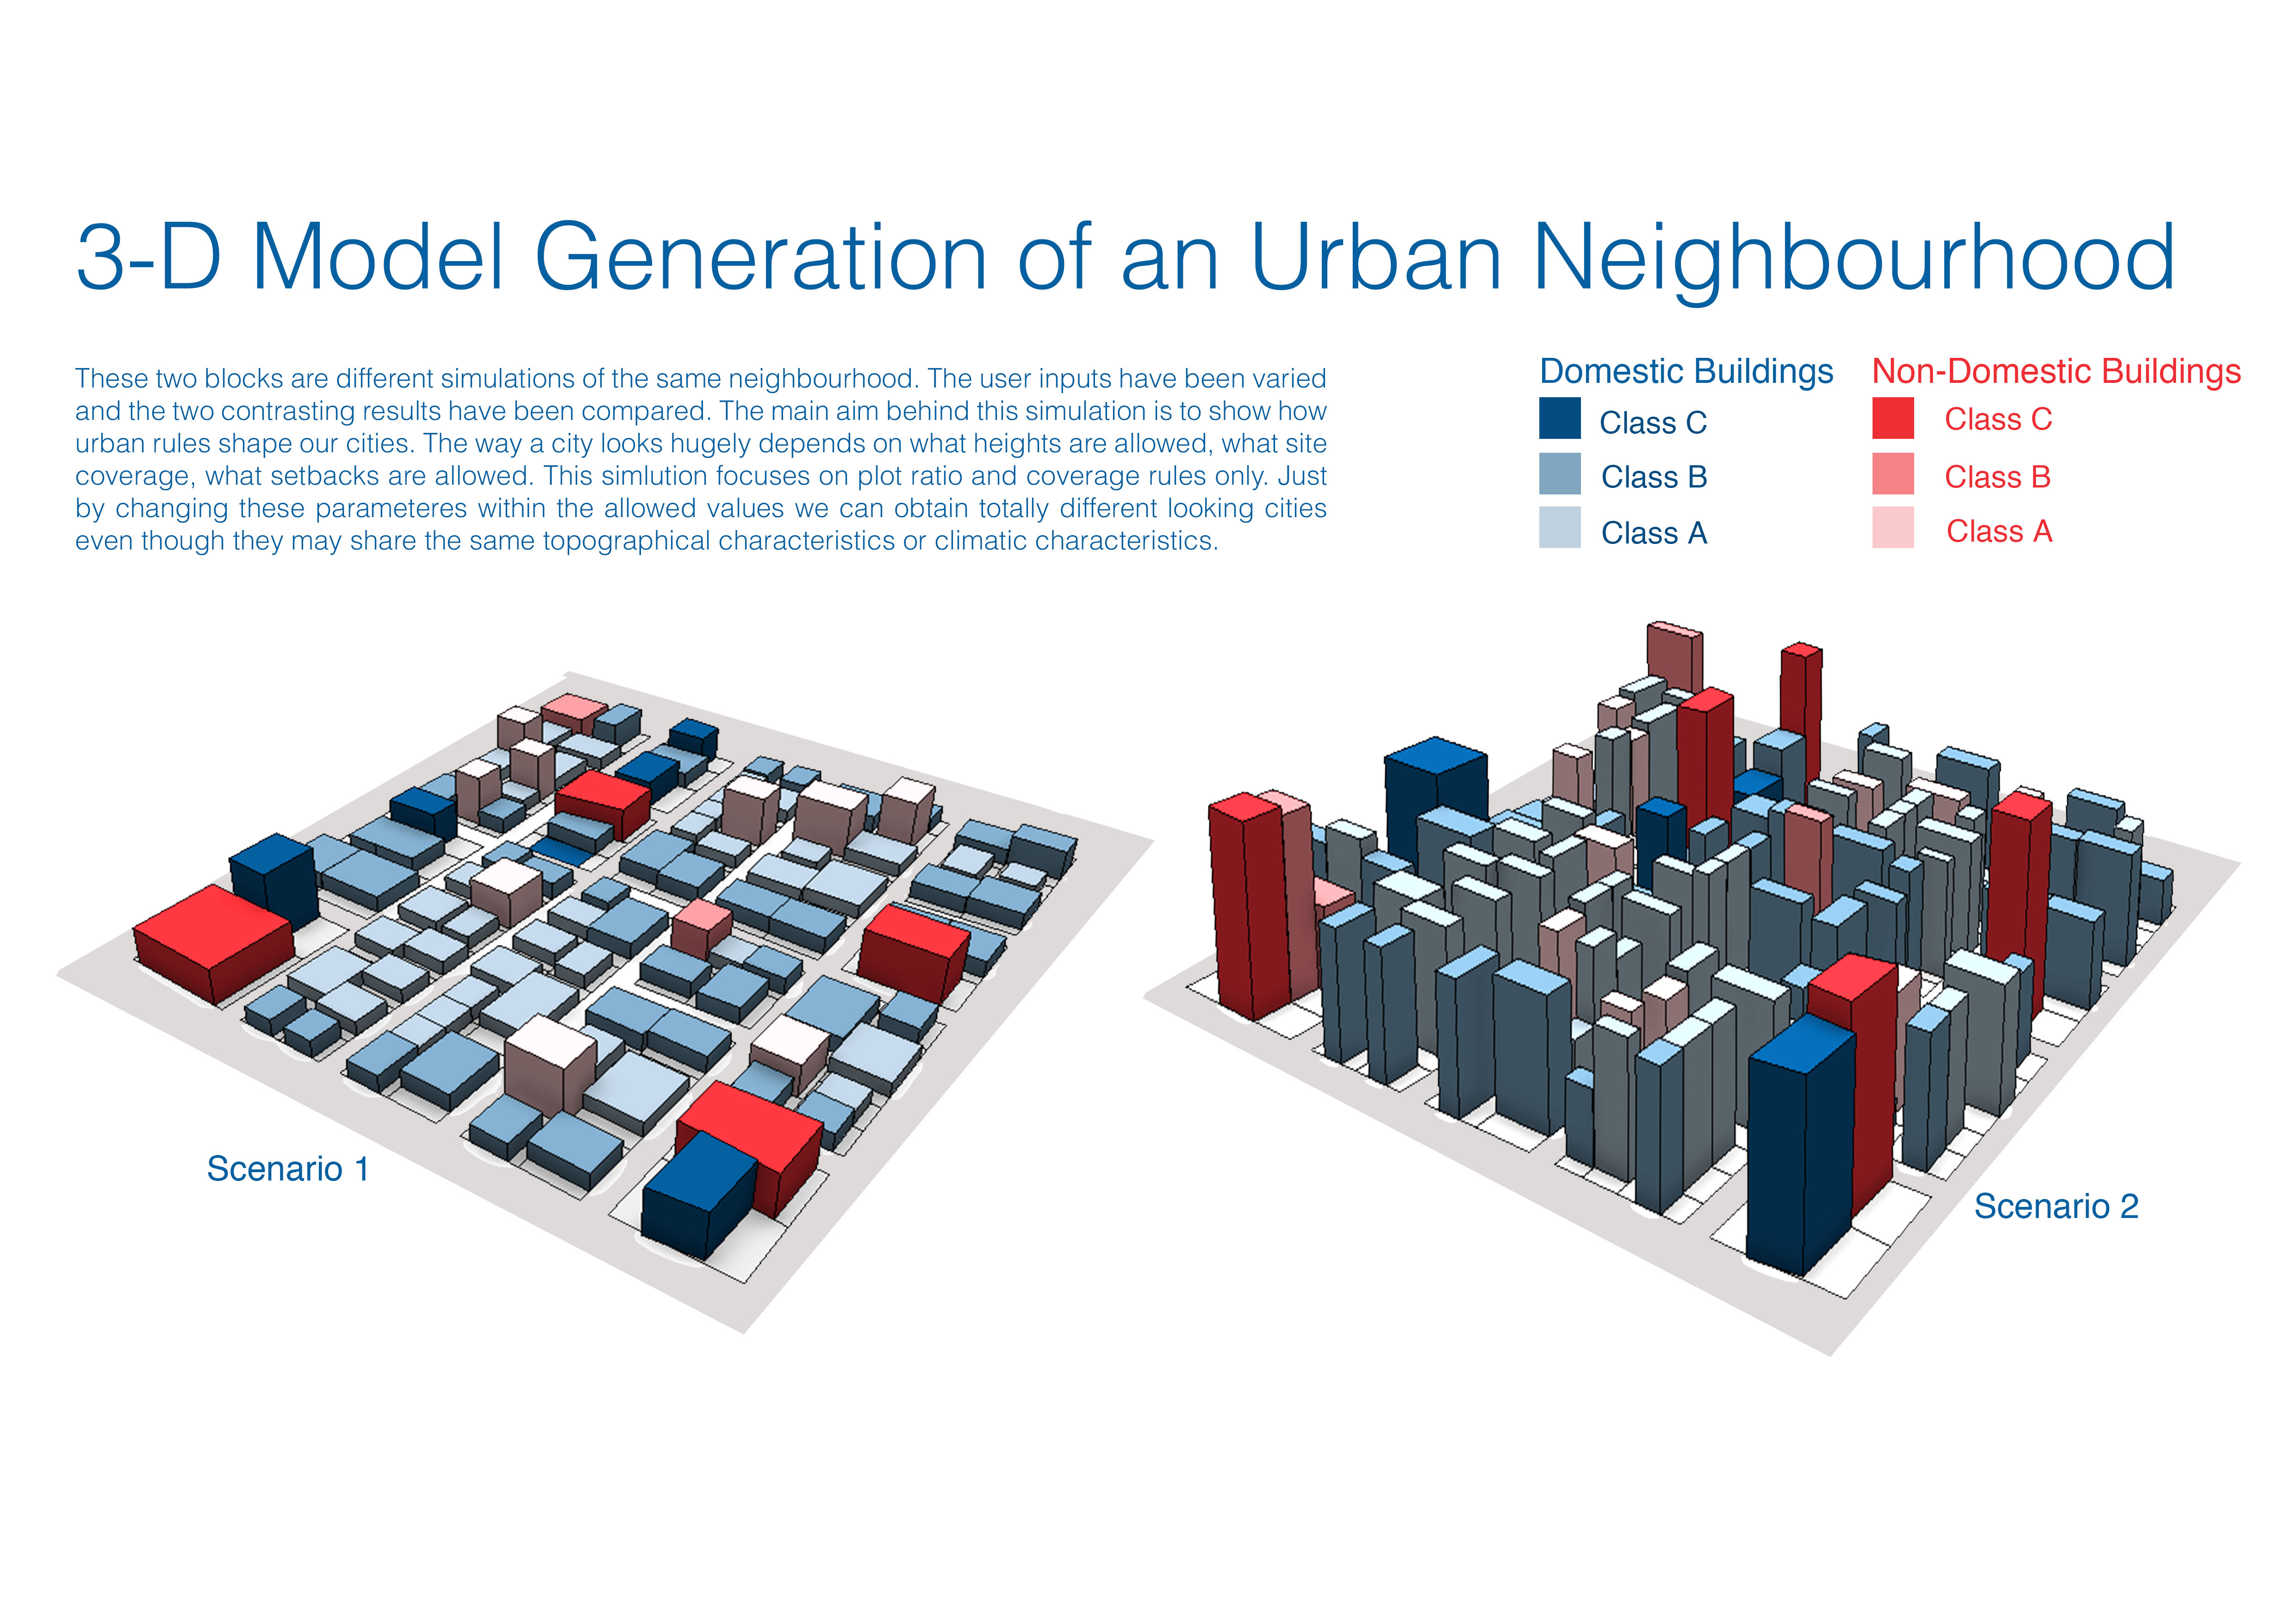 3-D Model Generation of an Urban Neighbourhood
These two blocks are different simulations of the same neighbourhood. The user inputs have been varied
and the two contrasting results have been compared. The main aim behind this simulation is to show how
urban rules shape our cities. The way a city looks hugely depends on what heights are allowed, what site
coverage, what setbacks are allowed. This simlution focuses on plot ratio and coverage rules only. Just
by changing these parameteres within the allowed values we can obtain totally different looking cities
even though they may share the same topographical characteristics or climatic characteristics.
Domestic Buildings
Class C
Class B
Class A
Non-Domestic Buildings
Class C
Class B
Class A
Scenario 1
Scenario 2